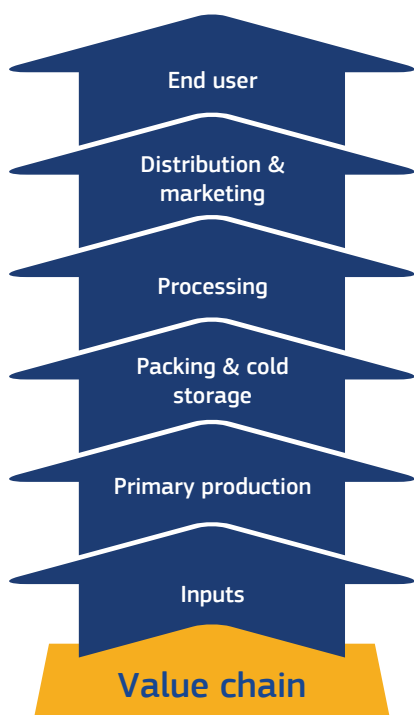 End user
Distribution &
marketing
Processing
Packing & cold
storage
Primary production
Inputs
Value chain